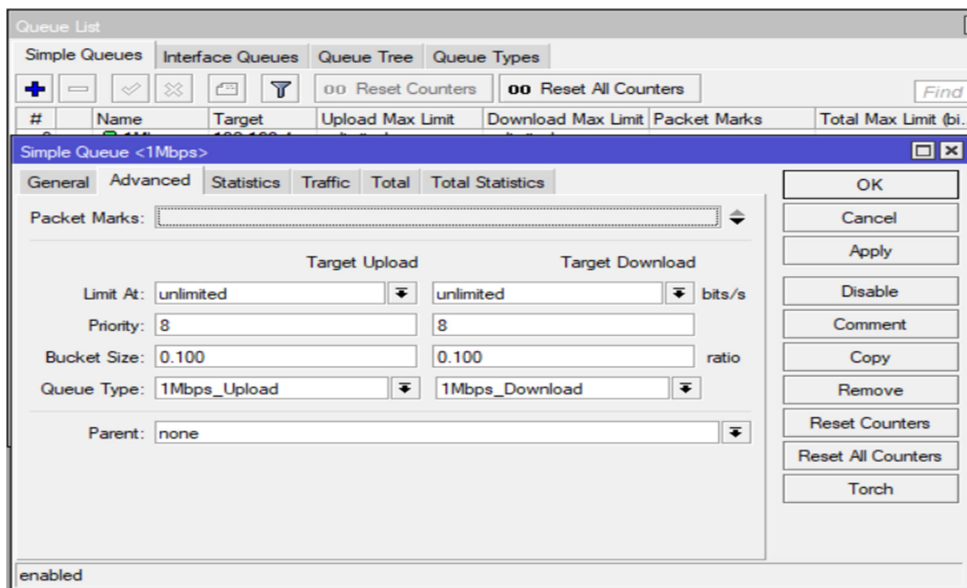 Queue List
Simple Queues Interface Queues Queue Tree Queue Types
00 Reset Counters 00 Reset All Counters Find
# Name Target Upload Max Limit Download Max Limit Packet Marks Total Max Limit (bi...
Simple Queue <1Mbps>
General Advanced Statistics Traffic Total Total Statistics
OK
Packet Marks:
Cancel
Apply
Target Upload Target Download
Limit At: unlimited unlimited bits/s
Disable
Priority: 8 8
Comment
Bucket Size: 0.100 0.100 ratio
Copy
Queue Type: 1Mbps_Upload 1Mbps_Download
Remove
Reset Counters
Parent: none
Reset All Counters
Torch
enabled